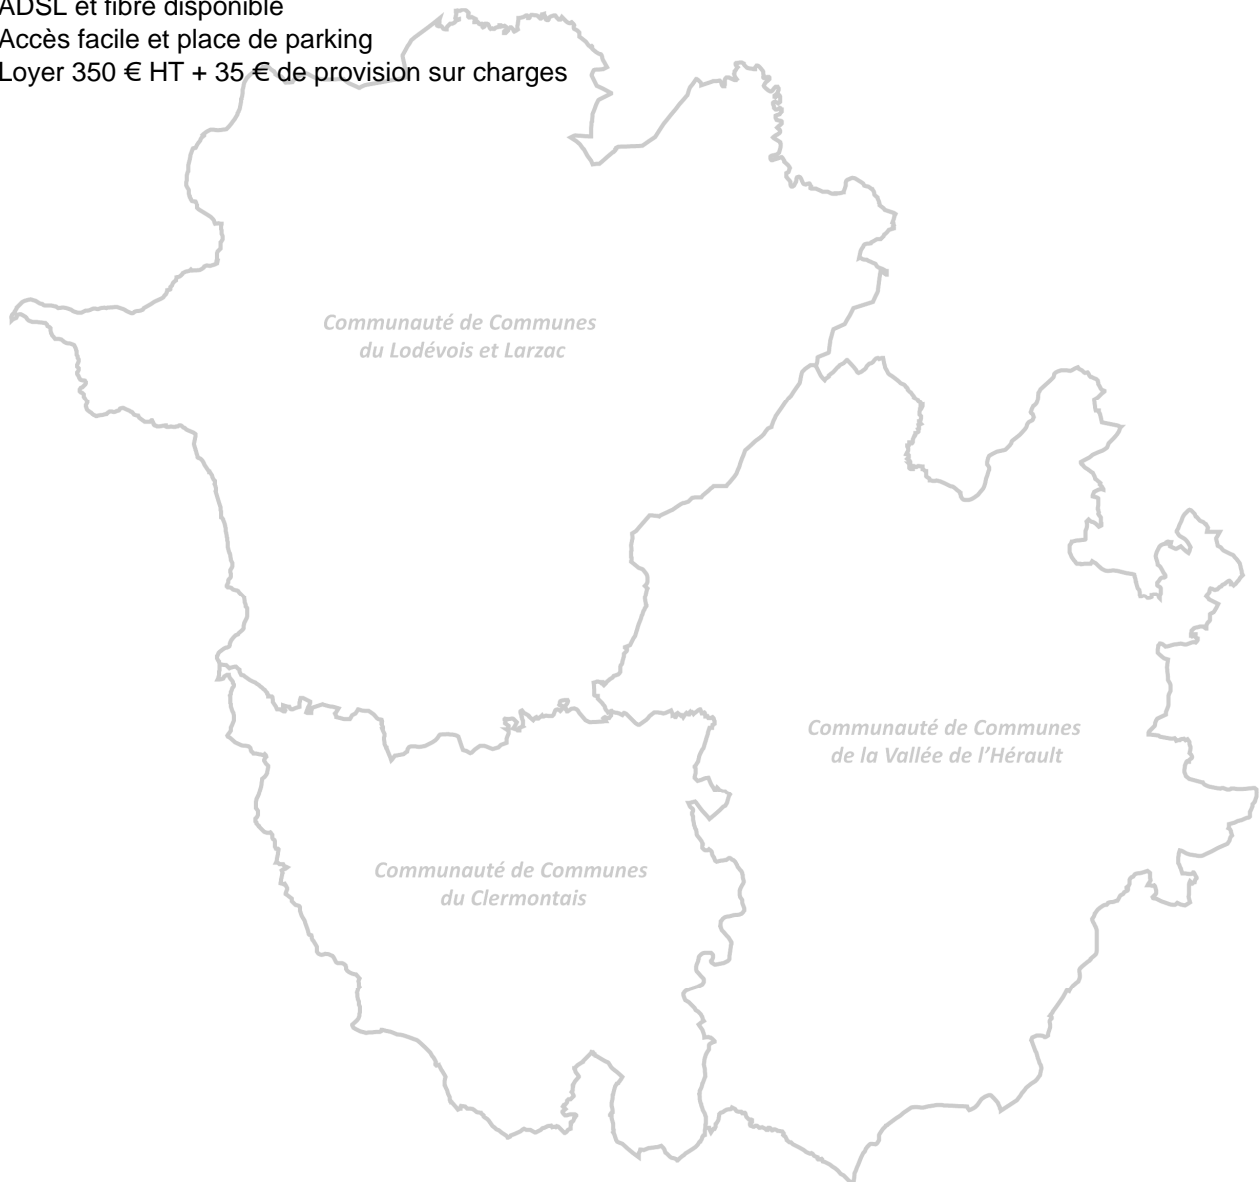 ADSL et fibre disponible
Accès facile et place de parking
Loyer 350 € HT + 35 € de provision sur charges
Communauté de Communes
du Lodévois et Larzac
Communauté de Communes
de la Vallée de l'Hérault
Communauté de Communes
du Clermontais